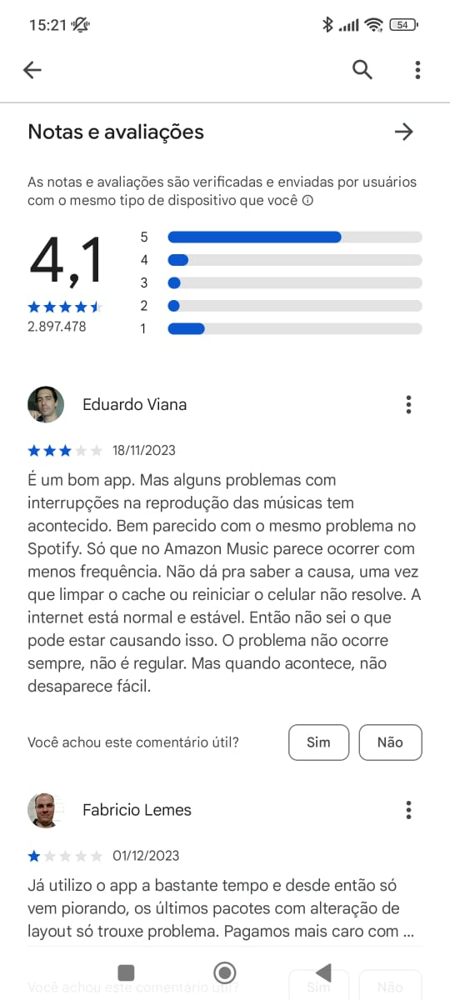 15:21
54
Notas e avaliações
As notas e avaliações são verificadas e enviadas por usuários
com o mesmo tipo de dispositivo que você
4,1
2.897.478
5
4
3
2
1
Eduardo Viana
18/11/2023
É um bom app. Mas alguns problemas com
interrupções na reprodução das músicas tem
acontecido. Bem parecido com o mesmo problema no
Spotify. Só que no Amazon Music parece ocorrer com
menos frequência. Não dá pra saber a causa, uma vez
que limpar o cache ou reiniciar o celular não resolve. A
internet está normal e estável. Então não sei o que
pode estar causando isso. O problema não ocorre
sempre, não é regular. Mas quando acontece, não
desaparece fácil.
Você achou este comentário útil? Sim Não
Fabricio Lemes
01/12/2023
Já utilizo o app a bastante tempo e desde então só
vem piorando, os últimos pacotes com alteração de
layout só trouxe problema. Pagamos mais caro com ...
Você achou este comentário útil? Sim Não